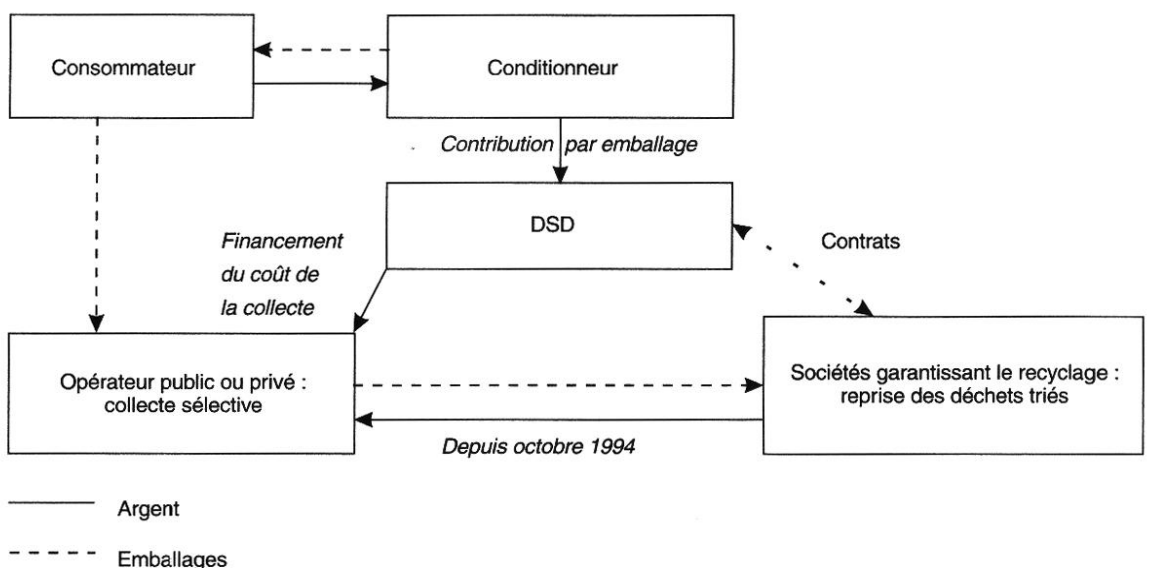 Consommateur
Conditionneur
Contribution par emballage
DSD
Financement
du coût de
la collecte
Contrats
Opérateur public ou privé :
collecte sélective
Sociétés garantissant le recyclage :
reprise des déchets triés
Depuis octobre 1994
Argent
Emballages